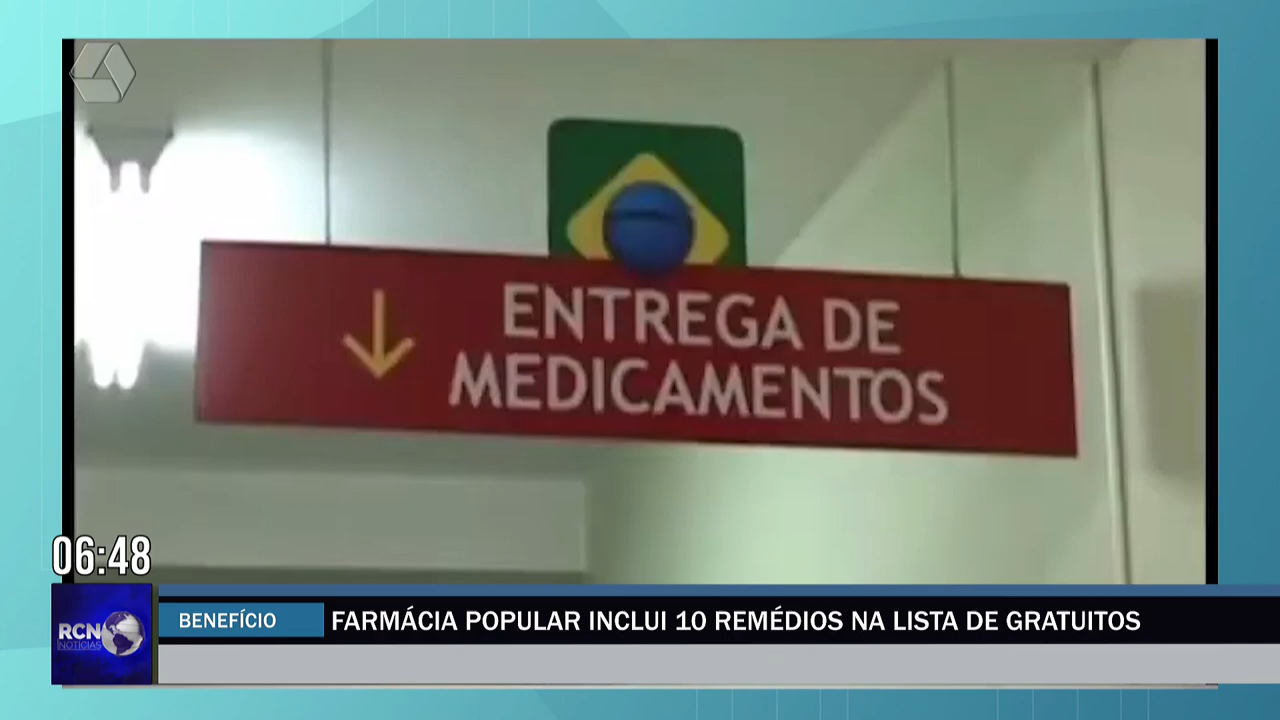 ENTREGA DE
MEDICAMENTOS
06:48
BENEFÍCIO
FARMÁCIA POPULAR INCLUI 10 REMÉDIOS NA LISTA DE GRATUITOS
RCN
NOTÍCIAS